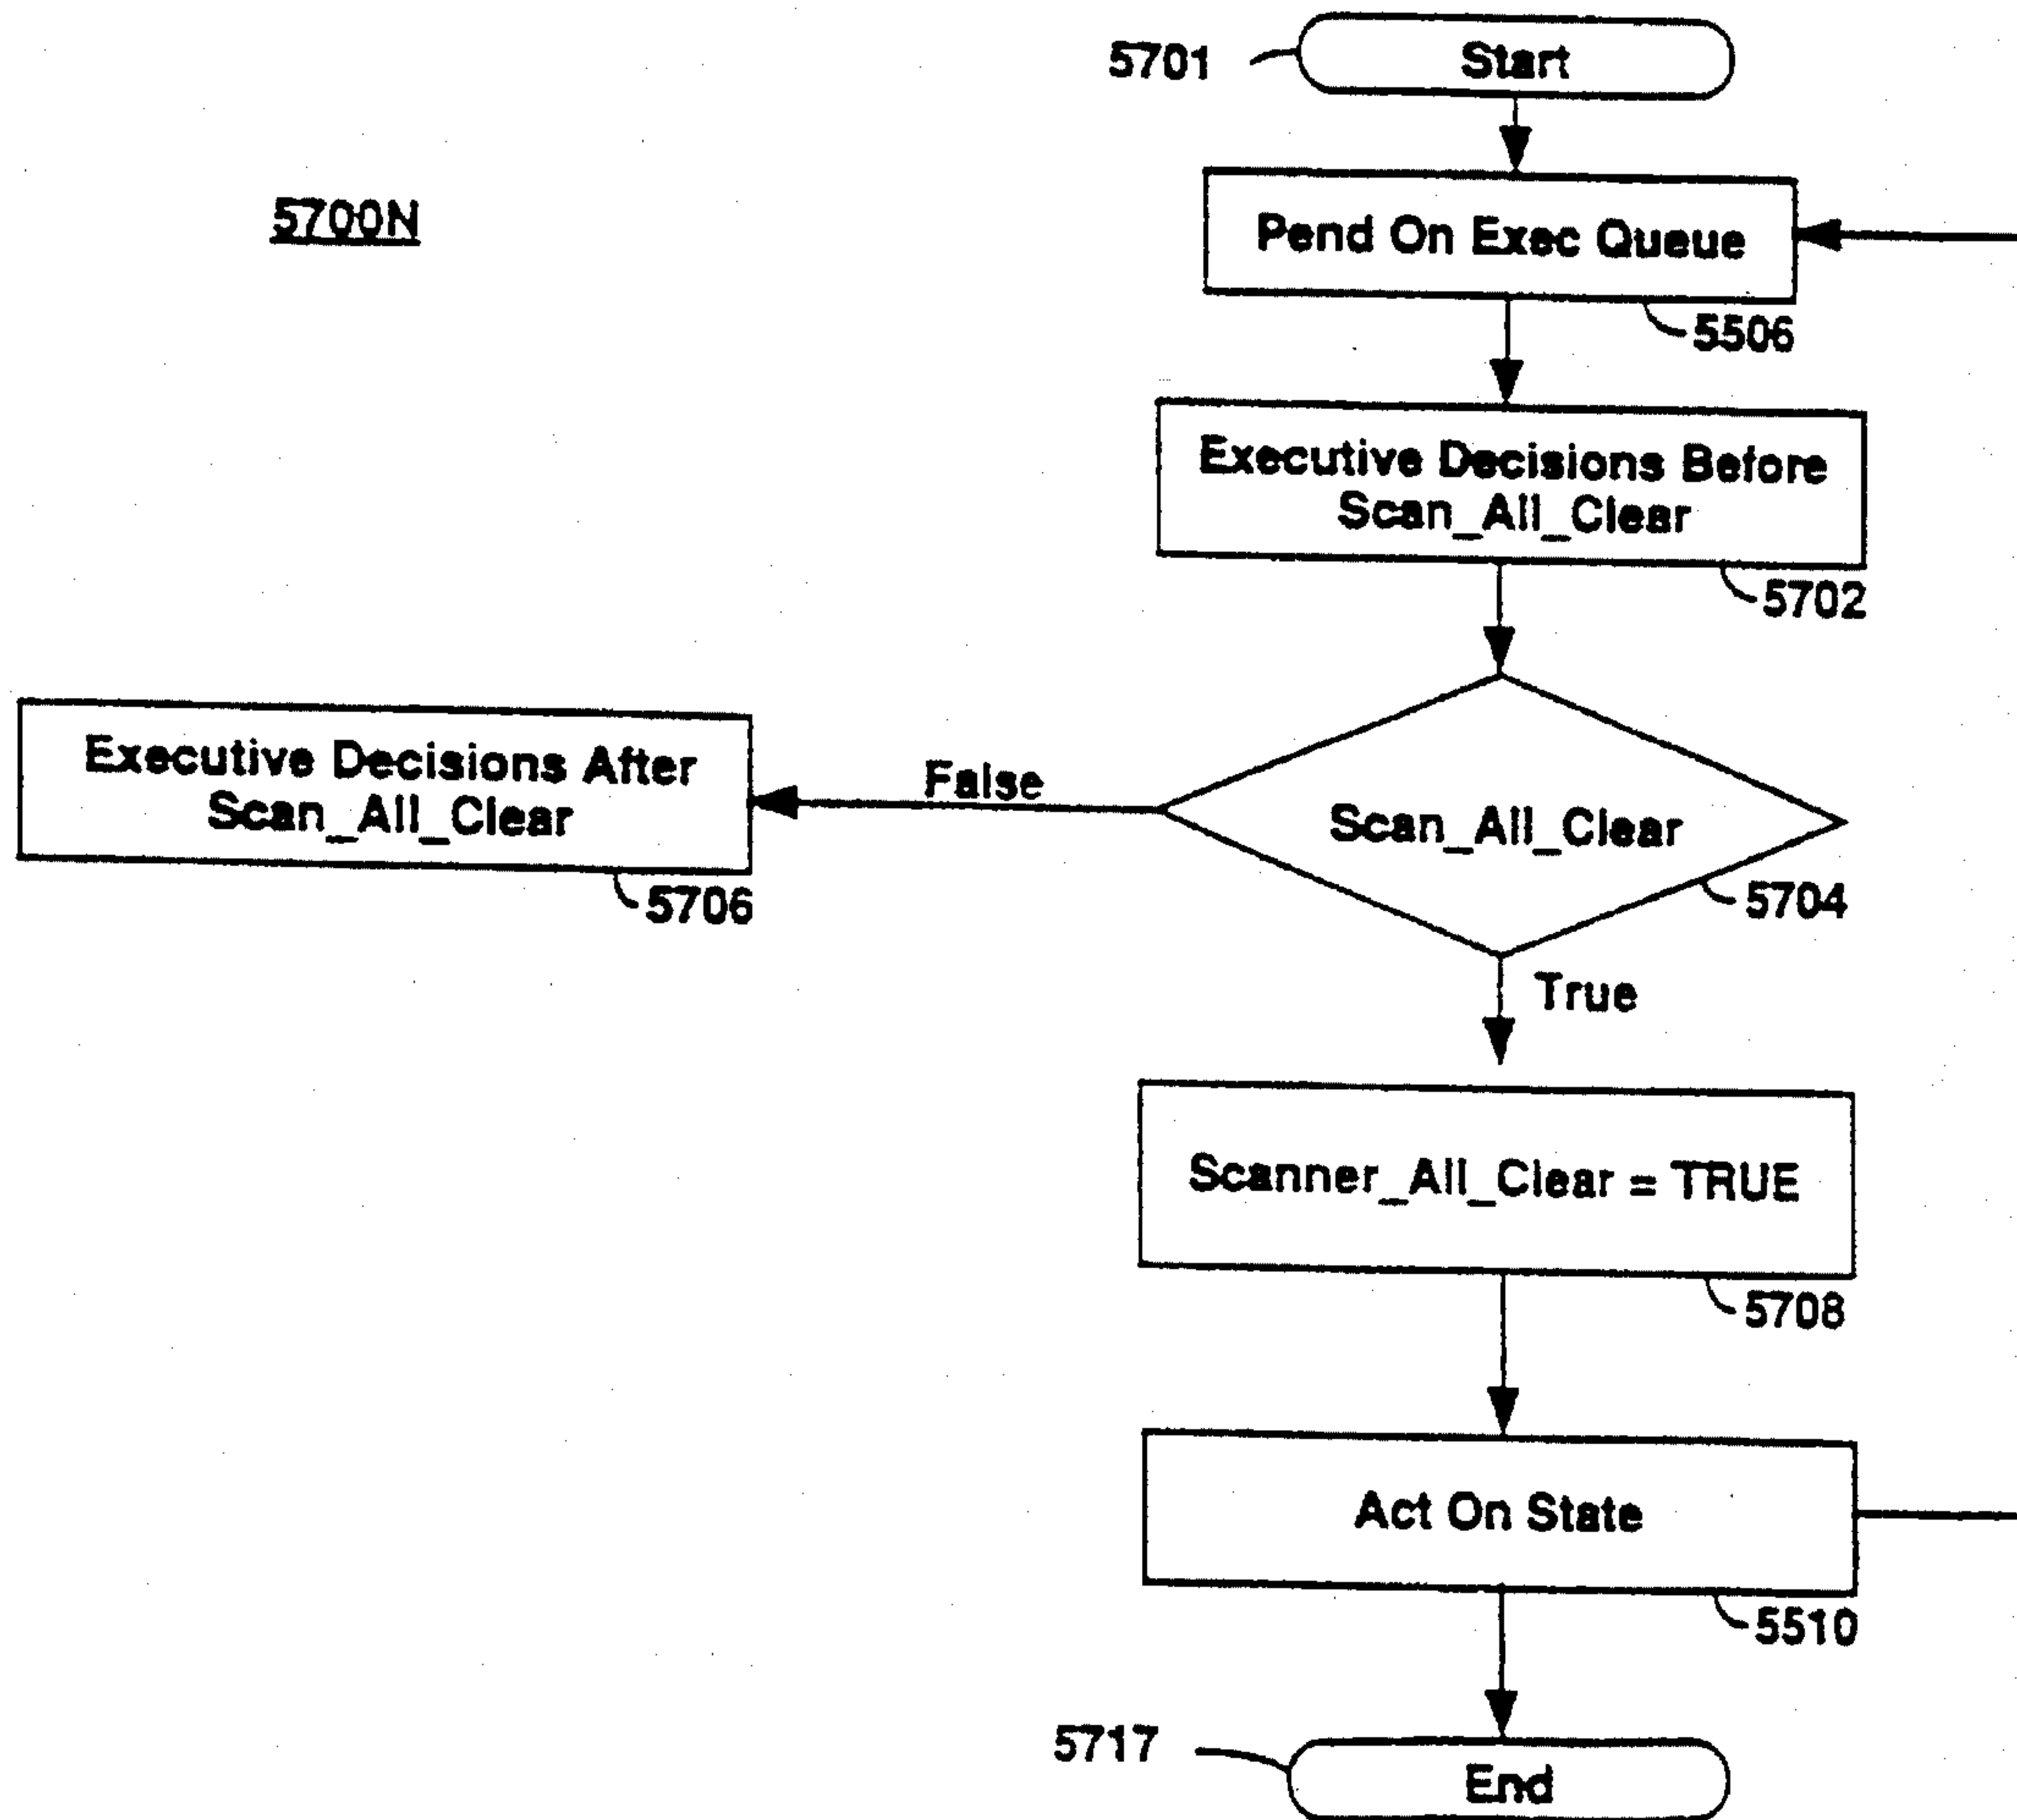 5701
Start
5700N
Pend On Exec Queue
5506
Executive Decisions Before
Scan_All_Clear
5702
Executive Decisions After
Scan_All_Clear
5706
False
Scan_All_Clear
5704
True
Scanner_All_Clear = TRUE
5708
Act On State
5510
5717
End